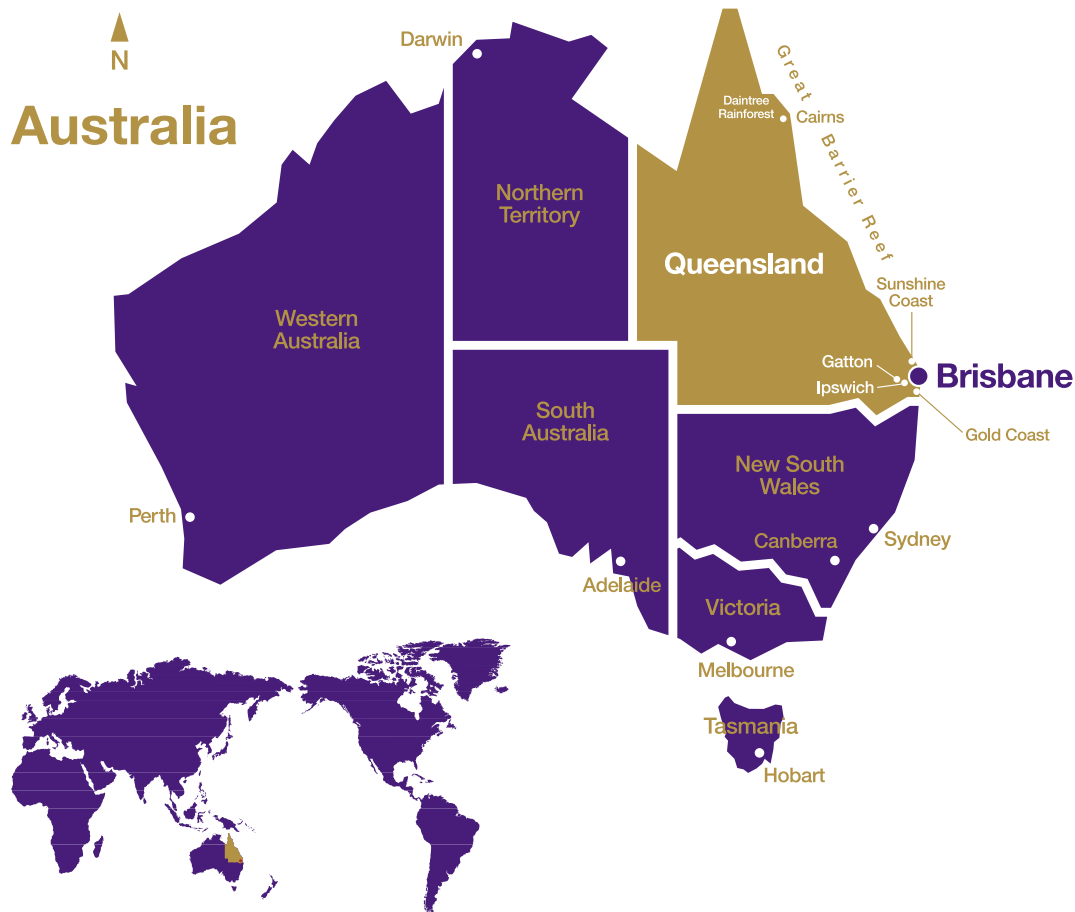 N
Australia
Darwin
Great Barrier Reef
Daintree
Rainforest
Cairns
Northern
Territory
Queensland
Sunshine
Coast
Western
Australia
Gatton
Brisbane
Ipswich
South
Australia
Gold Coast
New South
Wales
Perth
Canberra
Sydney
Adelaide
Victoria
Melbourne
Tasmania
Hobart